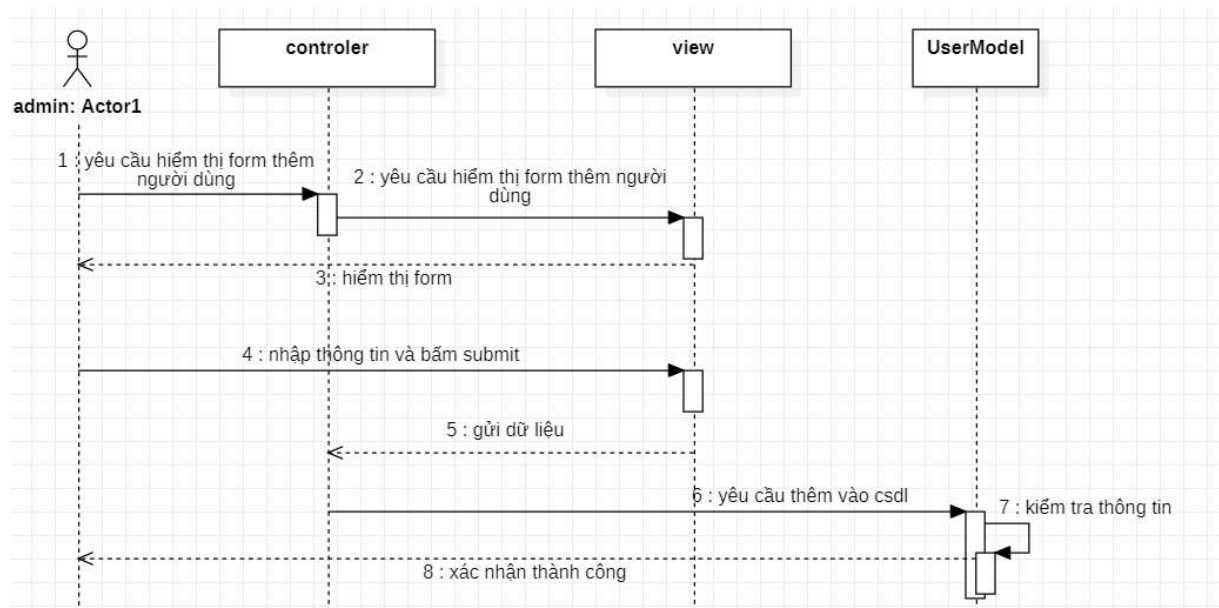 controler
view
UserModel
admin: Actor1
1 : yêu cầu hiểm thị form thêm
người dùng
2 : yêu cầu hiểm thị form thêm người
dùng
3 : hiểm thị form
4 : nhập thông tin và bấm submit
5 : gửi dữ liệu
6 : yêu cầu thêm vào csdl
7 : kiểm tra thông tin
8 : xác nhận thành công